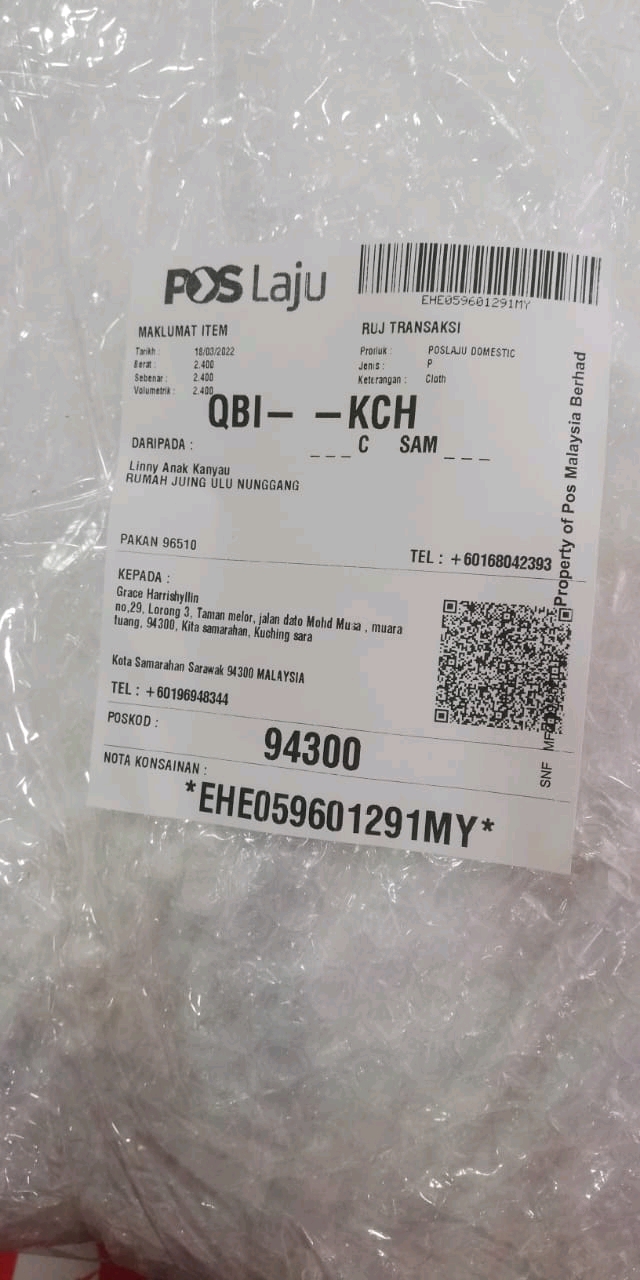 POS Laju
EHE059601291MY
MAKLUMAT ITEM
RUJ TRANSAKSI
Tarikh : 18/03/2022
Produk : POSLAJU DOMESTIC
Berat : 2.400
Jenis : P
Sebenar : 2.400
Keterangan : Cloth
Volumetrik : 2.400
QBI- -KCH
DARIPADA :
_ _ _ C SAM _ _ _
Linny Anak Kanyau
RUMAH JUING ULU NUNGGANG
PAKAN 96510
TEL : +60168042393
KEPADA :
Grace Harrishyllin
no,29, Lorong 3, Taman melor, jalan dato Mohd Musa , muara
tuang, 94300, Kita samarahan, Kuching sara
Kota Samarahan Sarawak 94300 MALAYSIA
TEL : +60196948344
POSKOD :
94300
NOTA KONSAINAN :
*EHE059601291MY*
Property of Pos Malaysia Berhad
SNF